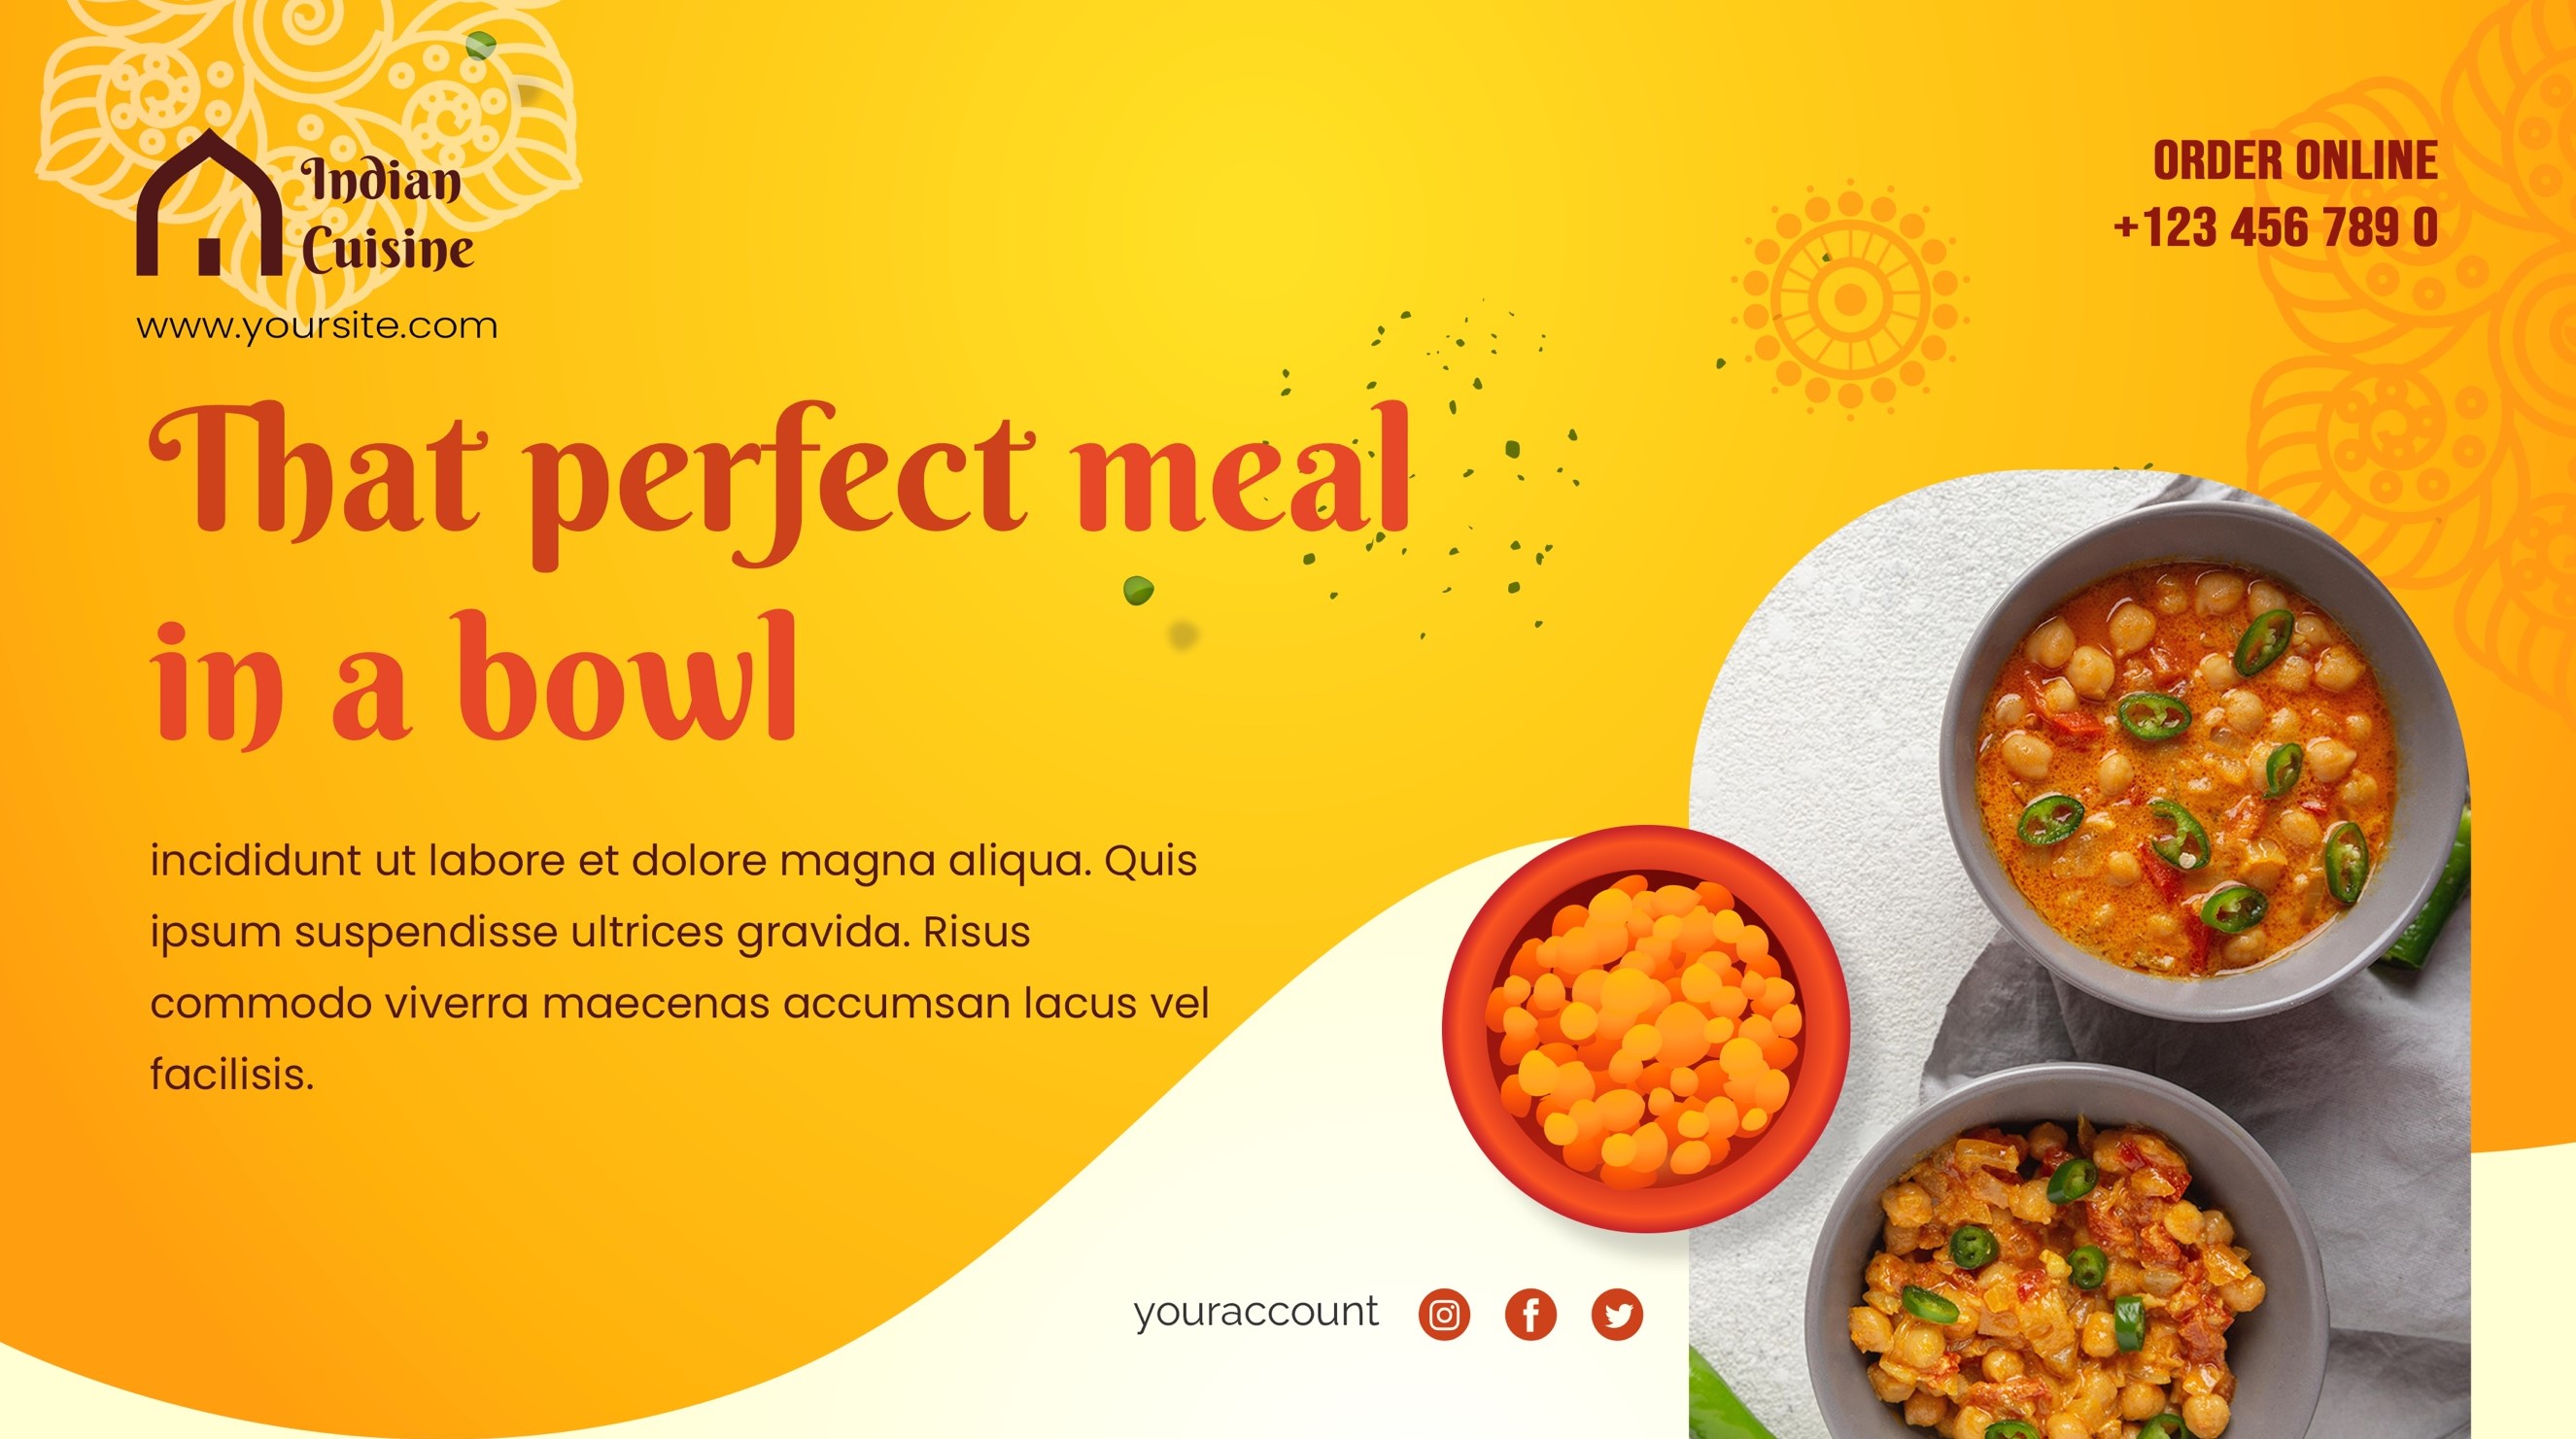 Indian
Cuisine
www.yoursite.com
ORDER ONLINE
+123 456 789 0
That perfect meal
in a bowl
incididunt ut labore et dolore magna aliqua. Quis
ipsum suspendisse ultrices gravida. Risus
commodo viverra maecenas accumsan lacus vel
facilisis.
youraccount